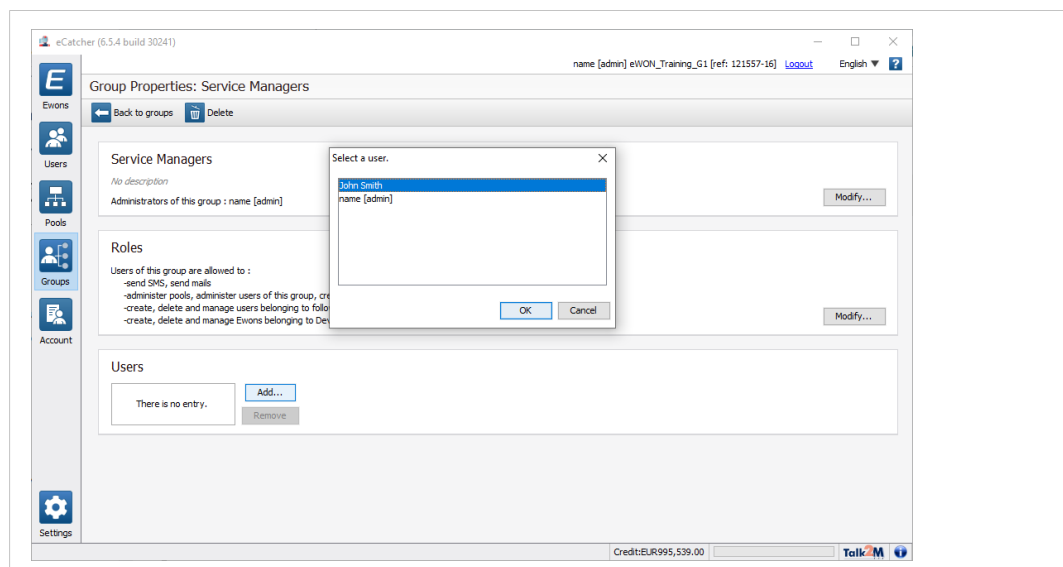 eCatcher (6.5.4 build 30241)
name [admin] eWON_Training_G1 [ref: 121557-16] Logout English ▼ ?
E
Ewons
Group Properties: Service Managers
Back to groups Delete
Users
Service Managers
No description
Administrators of this group : name [admin]
Modify...
Select a user.
John Smith
name [admin]
OK Cancel
Pools
Groups
Roles
Users of this group are allowed to :
-send SMS, send mails
-administer pools, administer users of this group, cre
-create, delete and manage users belonging to follo
-create, delete and manage Ewons belonging to De
Modify...
Account
Users
There is no entry.
Add...
Remove
Settings
Credit:EUR995,539.00
Talk2M